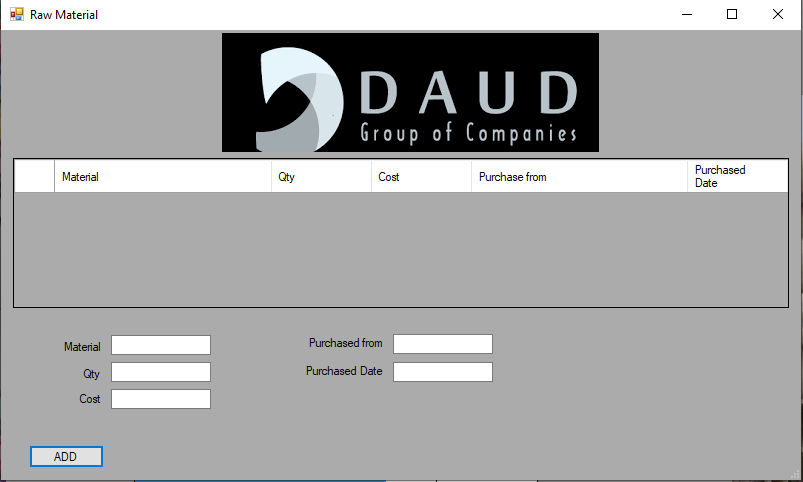 Raw Material
DAUD
Group of Companies
Material Qty Cost Purchase from Purchased
Date
Material Purchased from
Qty Purchased Date
Cost
ADD